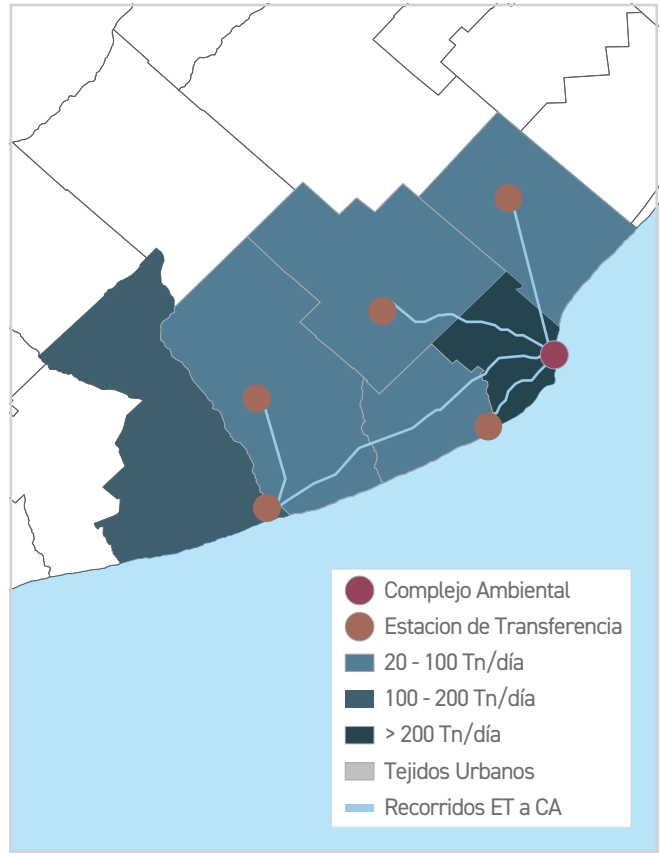 Complejo Ambiental
Estacion de Transferencia
20 - 100 Tn/día
100 - 200 Tn/día
> 200 Tn/día
Tejidos Urbanos
Recorridos ET a CA